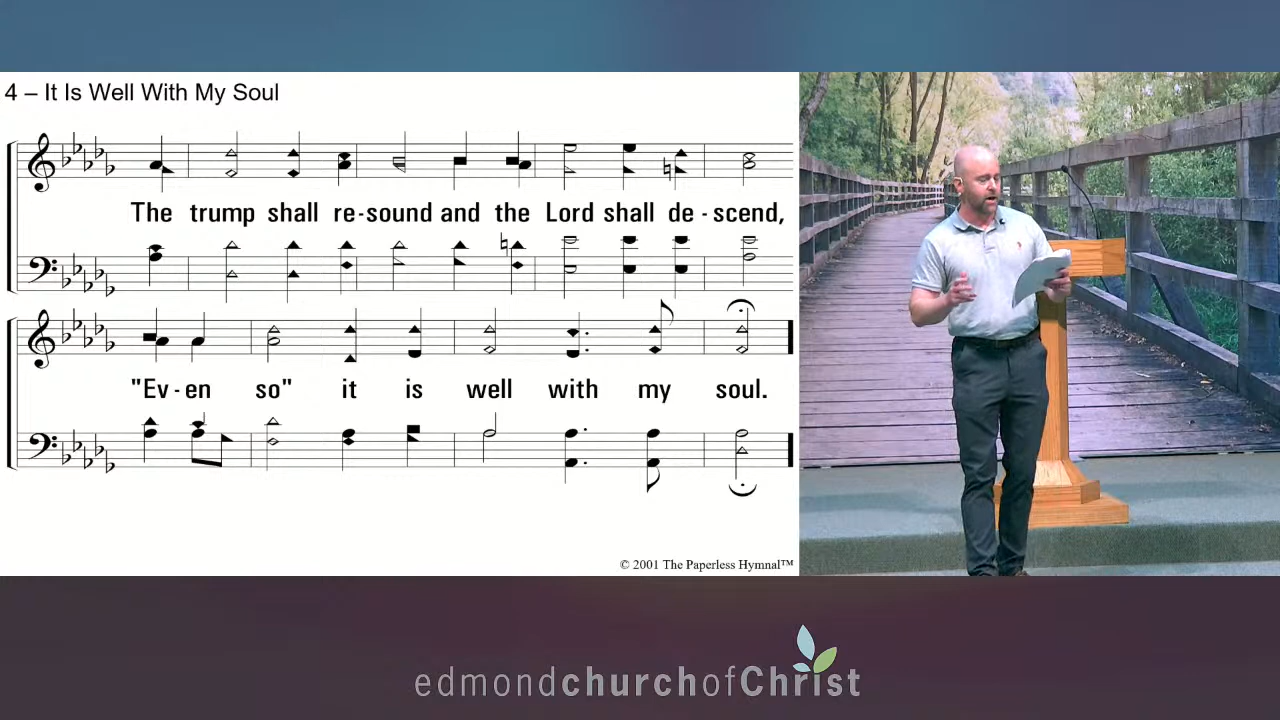 4 – It Is Well With My Soul
The trump shall re-sound and the Lord shall de-scend,
"Ev-en so" it is well with my soul.
© 2001 The Paperless Hymnal™
edmondchurchofChrist